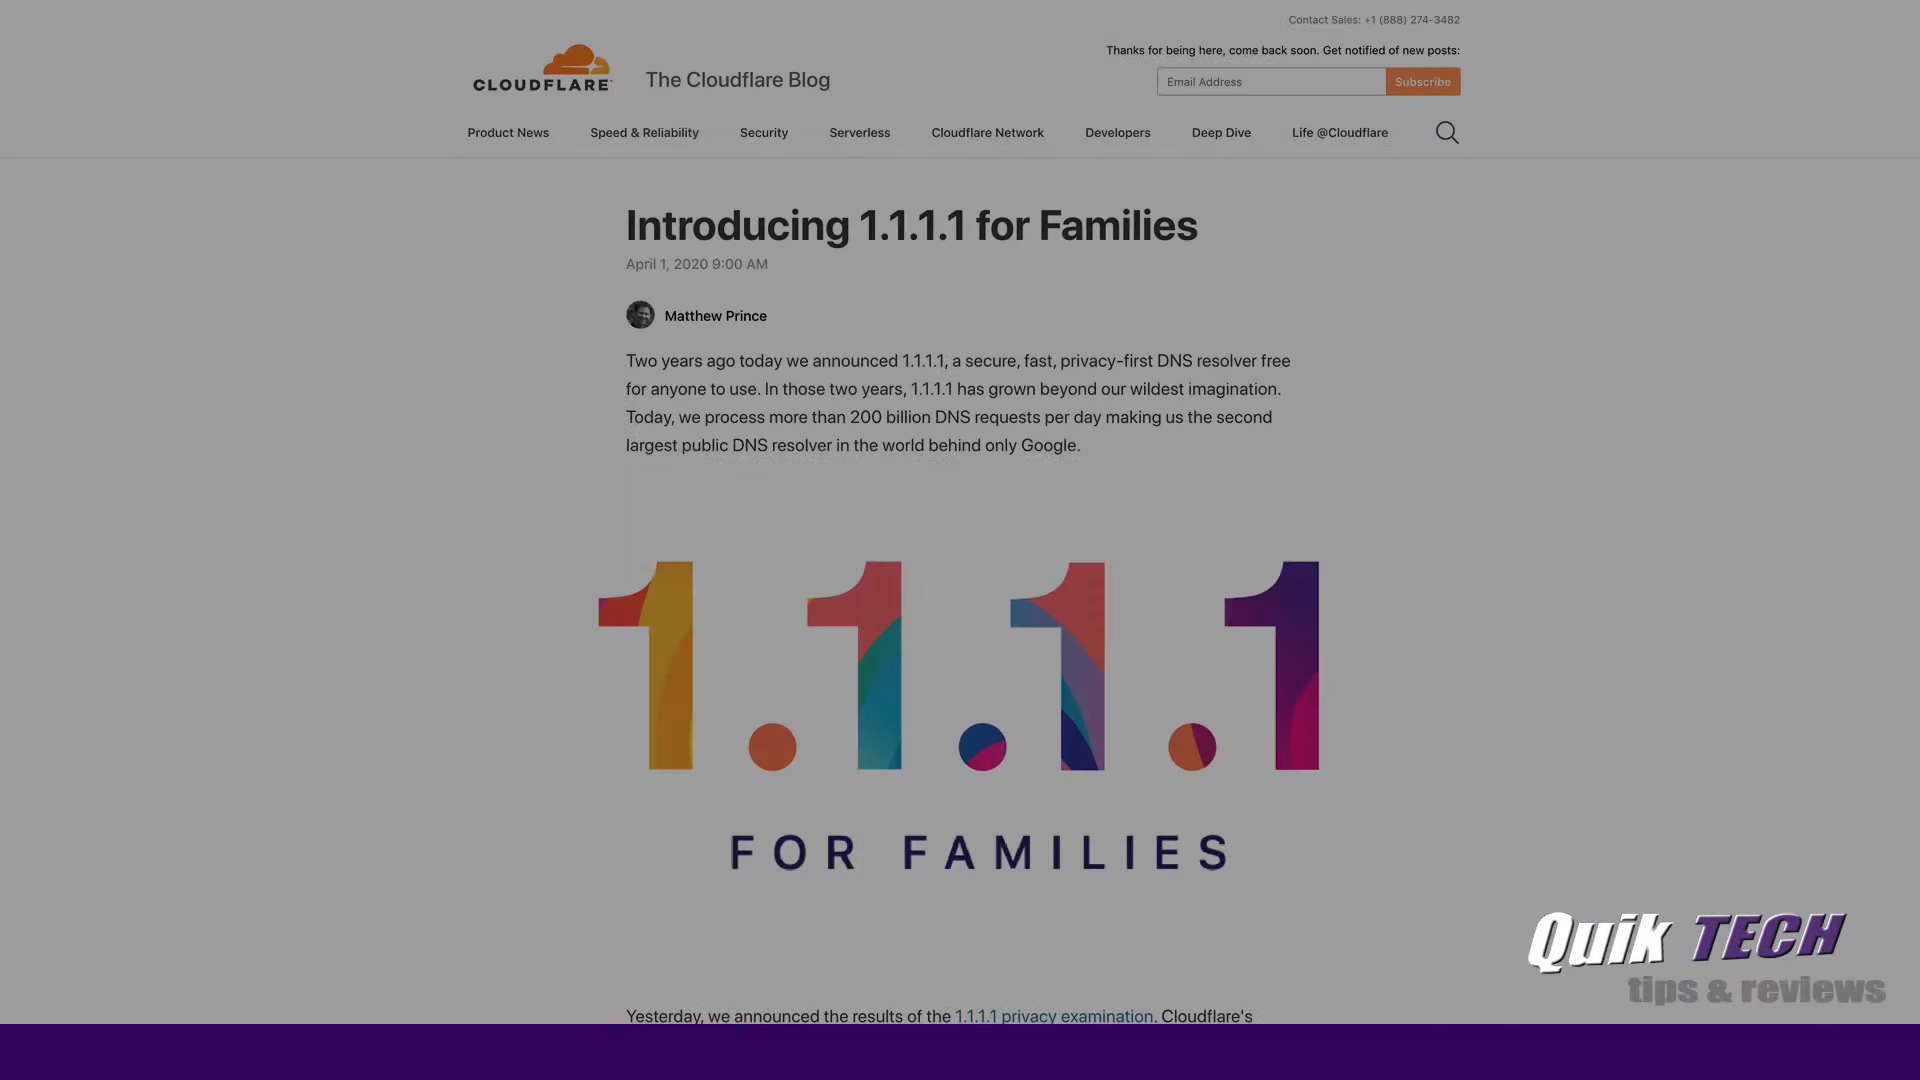 Contact Sales: +1 (888) 274-3482
Thanks for being here, come back soon. Get notified of new posts:
CLOUDFLARE
The Cloudflare Blog
Email Address
Subscribe
Product News
Speed & Reliability
Security
Serverless
Cloudflare Network
Developers
Deep Dive
Life @Cloudflare
Introducing 1.1.1.1 for Families
April 1, 2020 9:00 AM
Matthew Prince
Two years ago today we announced 1.1.1.1, a secure, fast, privacy-first DNS resolver free
for anyone to use. In those two years, 1.1.1.1 has grown beyond our wildest imagination.
Today, we process more than 200 billion DNS requests per day making us the second
largest public DNS resolver in the world behind only Google.
1.1.1.1
FOR FAMILIES
Quik TECH
tips & reviews
Yesterday, we announced the results of the 1.1.1.1 privacy examination. Cloudflare's